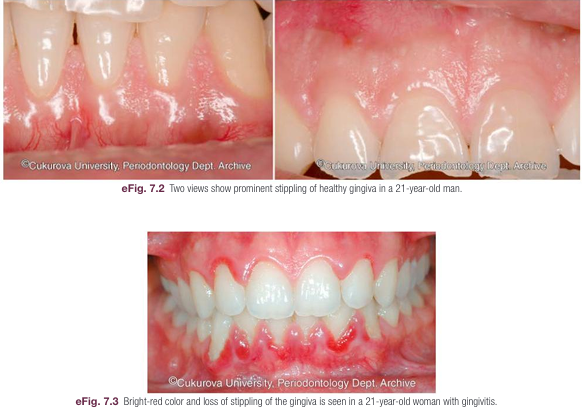 ©Cukurova University, Periodontology Dept. Archive ©Cukurova University, Periodontology Dept. Archive
eFig. 7.2 Two views show prominent stippling of healthy gingiva in a 21-year-old man.
©Cukurova University, Periodontology Dept. Archive
eFig. 7.3 Bright-red color and loss of stippling of the gingiva is seen in a 21-year-old woman with gingivitis.